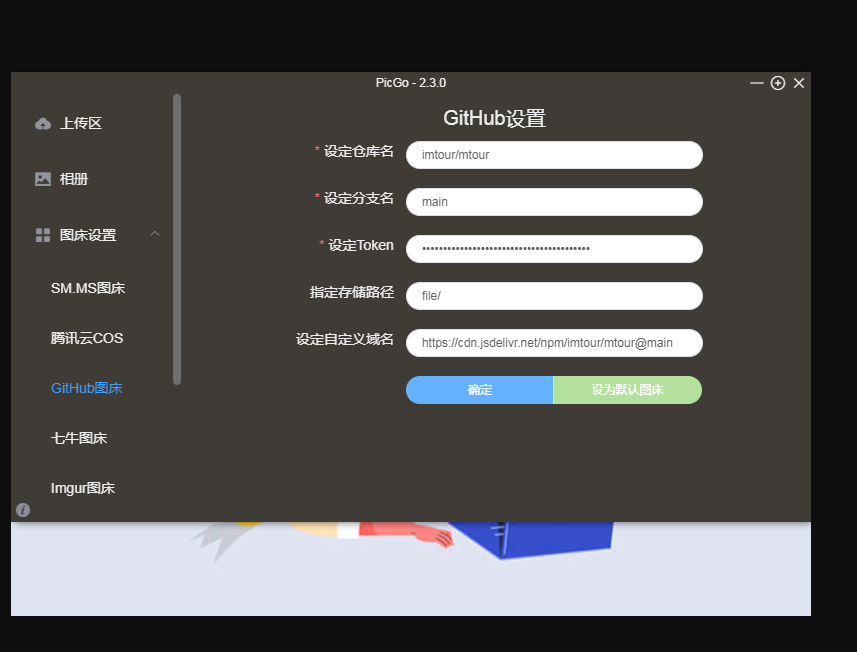 PicGo - 2.3.0
上传区
相册
图床设置
SM.MS图床
腾讯云COS
GitHub图床
七牛图床
Imgur图床
GitHub设置
* 设定仓库名
imtour/mtour
* 设定分支名
main
* 设定Token
••••••••••••••••••••••••••••••••••••••••
指定存储路径
file/
设定自定义域名
https://cdn.jsdelivr.net/npm/imtour/mtour@main
确定
设为默认图床